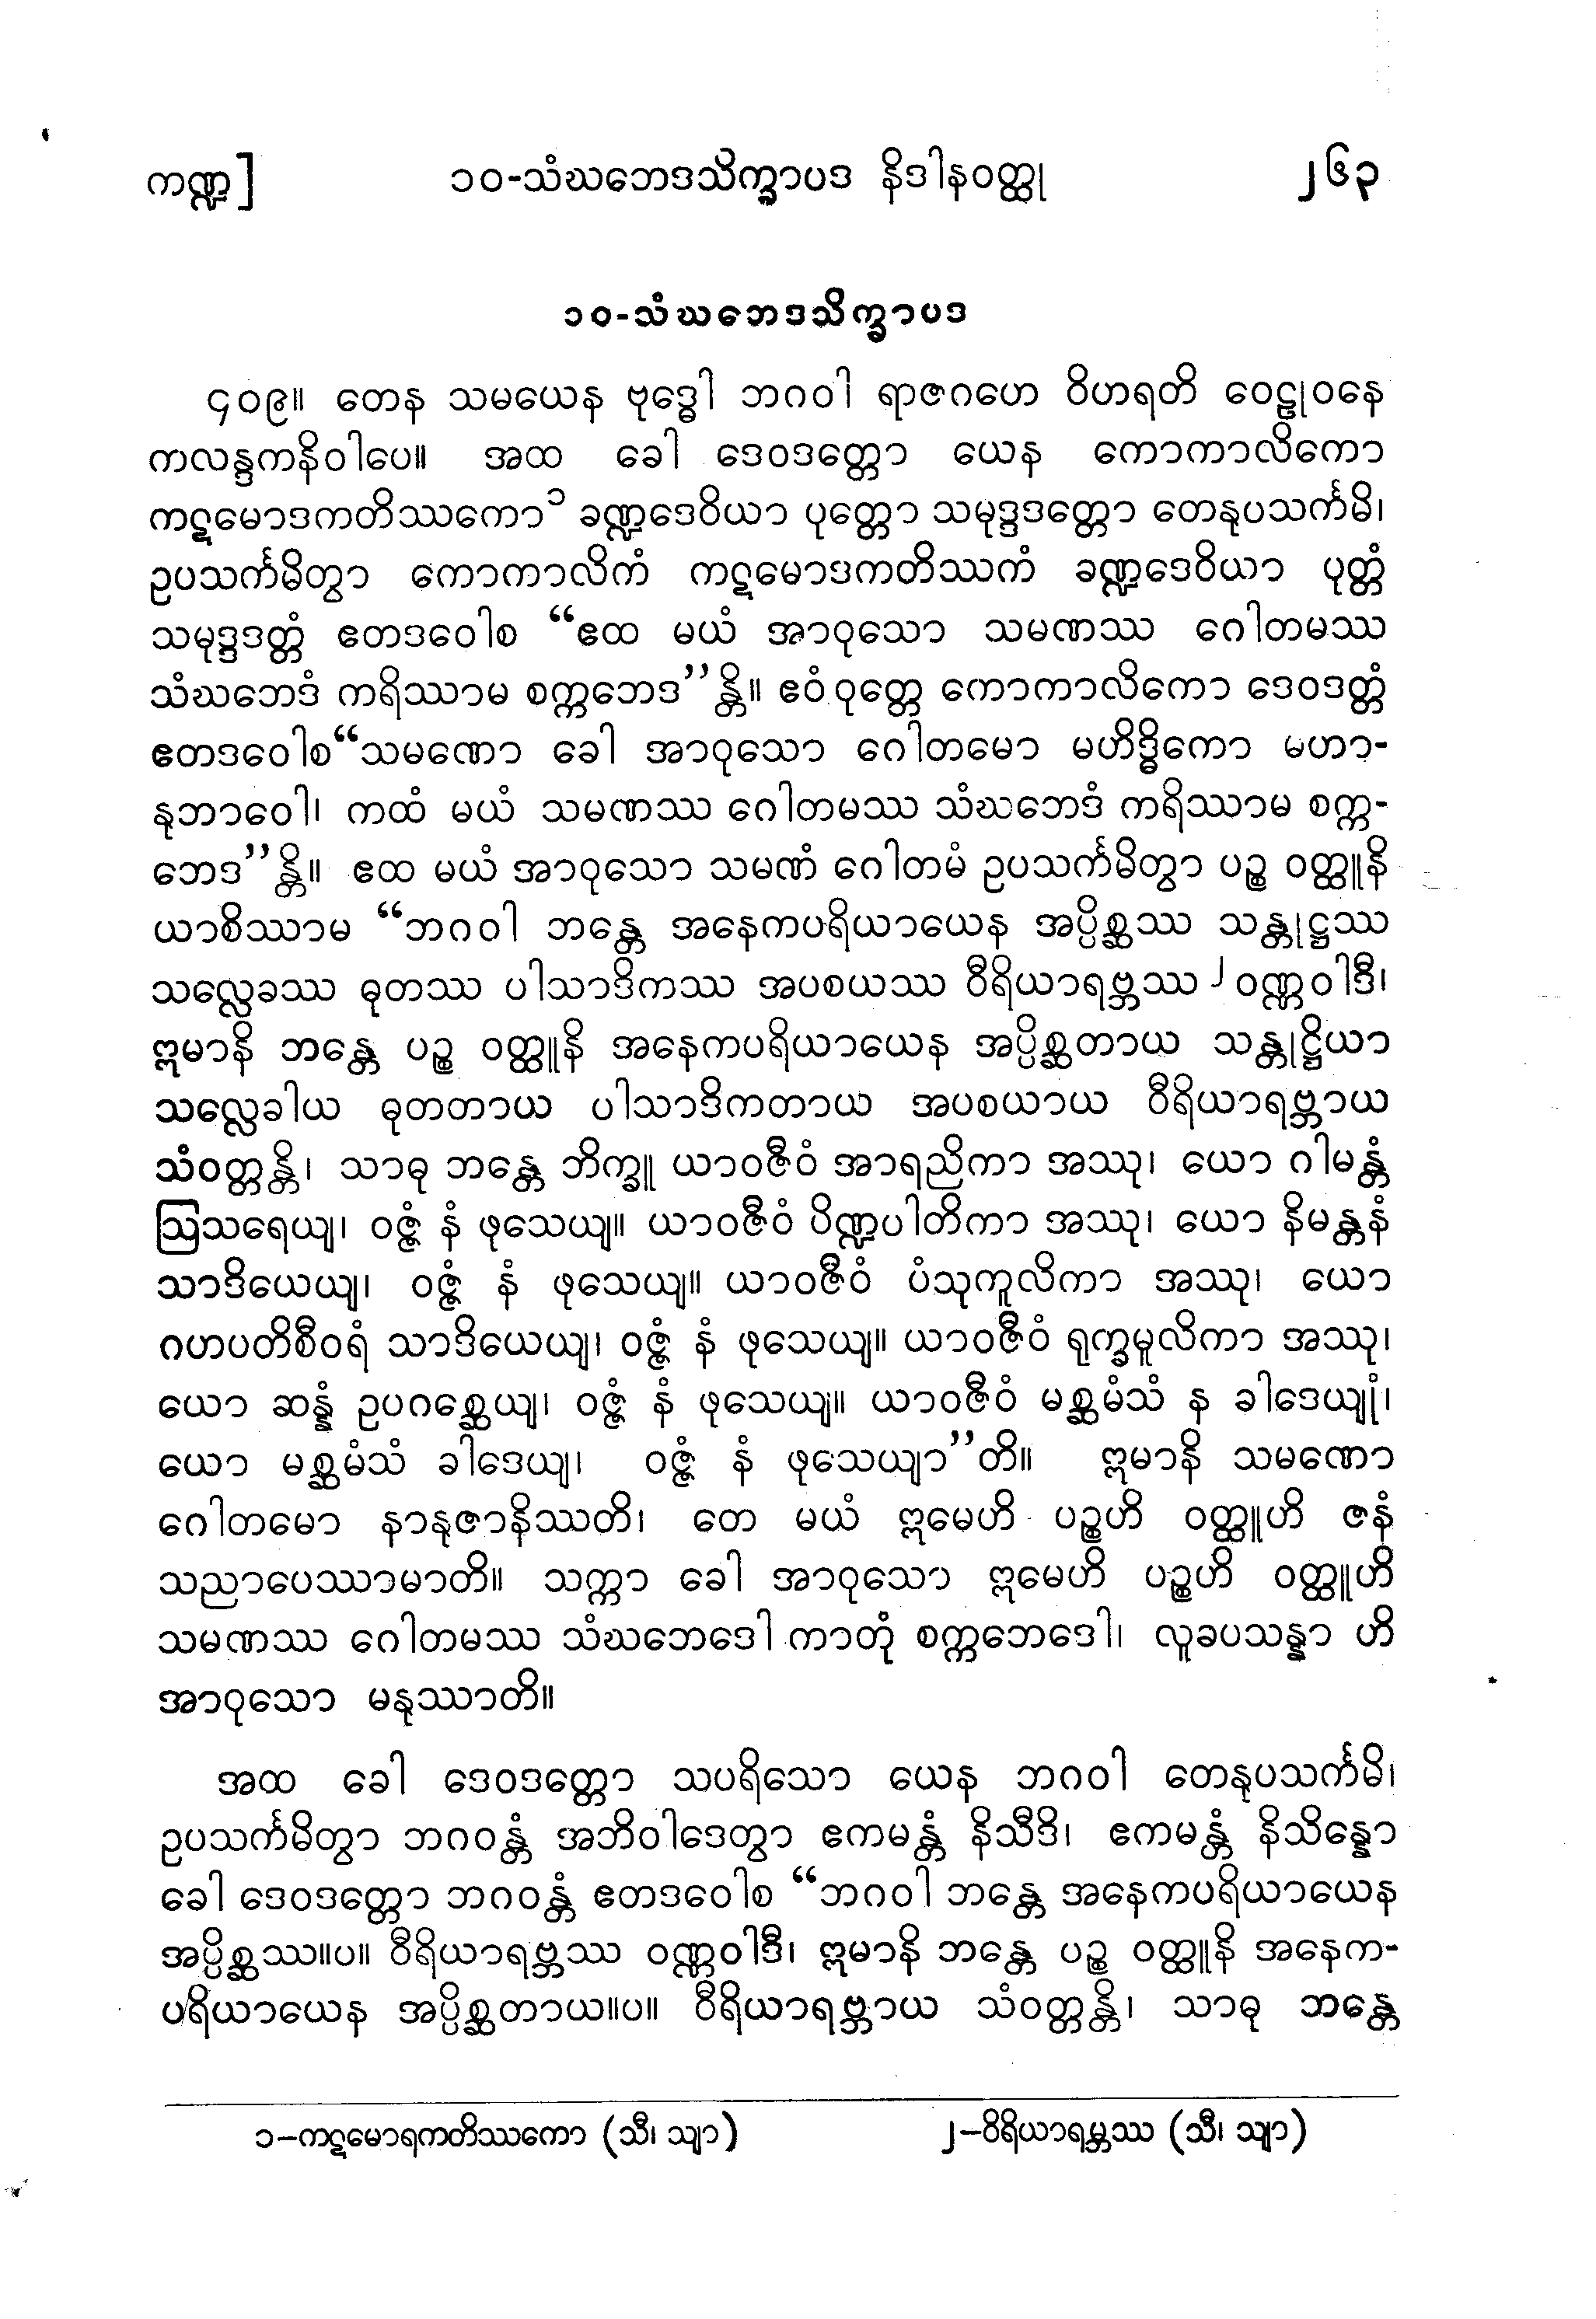 ကဏ္ဍ]
၁၀-သံဃဘေဒသိက္ခာပဒ နိဒါနဝတ္ထု
၂၆၃
၁၀-သံဃဘေဒသိက္ခာပဒ
၄၀၉။ တေန သမယေန ဗုဒ္ဓေါ ဘဂဝါ ရာဇဂဟေ ဝိဟရတိ ဝေဠုဝနေ
ကလန္ဒကနိဝါပေ။ အထ ခေါ ဒေဝဒတ္တော ယေန ကောကာလိကော
ကဋမောဒကတိဿကော၁ ခဏ္ဍဒေဝိယာ ပုတ္တော သမုဒ္ဒဒတ္တော တေနုပသင်္ကမိ၊
ဥပသင်္ကမိတွာ ကောကာလိကံ ကဋမောဒကတိဿကံ ခဏ္ဍဒေဝိယာ ပုတ္တံ
သမုဒ္ဒဒတ္တံ ဧတဒဝေါစ “ဧထ မယံ အာဝုသော သမဏဿ ဂေါတမဿ
သံဃဘေဒံ ကရိဿာမ စက္ကဘေဒ’’န္တိ။ ဧဝံ ဝုတ္တေ ကောကာလိကော ဒေဝဒတ္တံ
ဧတဒဝေါစ“သမဏော ခေါ အာဝုသော ဂေါတမော မဟိဒ္ဓိကော မဟာ-
နုဘာဝေါ၊ ကထံ မယံ သမဏဿ ဂေါတမဿ သံဃဘေဒံ ကရိဿာမ စက္က-
ဘေဒ’’န္တိ။ ဧထ မယံ အာဝုသော သမဏံ ဂေါတမံ ဥပသင်္ကမိတွာ ပဉ္စ ဝတ္ထူနိ
ယာစိဿာမ “ဘဂဝါ ဘန္တေ အနေကပရိယာယေန အပ္ပိစ္ဆဿ သန္တုဋ္ဌဿ
သလ္လေခဿ ဓုတဿ ပါသာဒိကဿ အပစယဿ ဝီရိယာရဗ္ဘဿ၂ ဝဏ္ဏဝါဒီ၊
ဣမာနိ ဘန္တေ ပဉ္စ ဝတ္ထူနိ အနေကပရိယာယေန အပ္ပိစ္ဆတာယ သန္တုဋ္ဌိယာ
သလ္လေခါယ ဓုတတာယ ပါသာဒိကတာယ အပစယာယ ဝီရိယာရဗ္ဘာယ
သံဝတ္တန္တိ၊ သာဓု ဘန္တေ ဘိက္ခူ ယာဝဇီဝံ အာရညိကာ အဿု၊ ယော ဂါမန္တံ
ဩသရေယျ၊ ဝဇ္ဇံ နံ ဖုသေယျ။ ယာဝဇီဝံ ပိဏ္ဍပါတိကာ အဿု၊ ယော နိမန္တနံ
သာဒိယေယျ၊ ဝဇ္ဇံ နံ ဖုသေယျ။ ယာဝဇီဝံ ပံသုကူလိကာ အဿု၊ ယော
ဂဟပတိစီဝရံ သာဒိယေယျ၊ ဝဇ္ဇံ နံ ဖုသေယျ။ ယာဝဇီဝံ ရုက္ခမူလိကာ အဿု၊
ယော ဆန္နံ ဥပဂစ္ဆေယျ၊ ဝဇ္ဇံ နံ ဖုသေယျ။ ယာဝဇီဝံ မစ္ဆမံသံ န ခါဒေယျုံ၊
ယော မစ္ဆမံသံ ခါဒေယျ၊ ဝဇ္ဇံ နံ ဖုသေယျာ’’တိ။ ဣမာနိ သမဏော
ဂေါတမော နာနုဇာနိဿတိ၊ တေ မယံ ဣမေဟိ ပဉ္စဟိ ဝတ္ထူဟိ ဇနံ
သညာပေဿာမာတိ။ သက္ကာ ခေါ အာဝုသော ဣမေဟိ ပဉ္စဟိ ဝတ္ထူဟိ
သမဏဿ ဂေါတမဿ သံဃဘေဒေါ ကာတုံ စက္ကဘေဒေါ၊ လူခပသန္နာ ဟိ
အာဝုသော မနုဿာတိ။
အထ ခေါ ဒေဝဒတ္တော သပရိသော ယေန ဘဂဝါ တေနုပသင်္ကမိ၊
ဥပသင်္ကမိတွာ ဘဂဝန္တံ အဘိဝါဒေတွာ ဧကမန္တံ နိသီဒိ၊ ဧကမန္တံ နိသိန္နော
ခေါ ဒေဝဒတ္တော ဘဂဝန္တံ ဧတဒဝေါစ “ဘဂဝါ ဘန္တေ အနေကပရိယာယေန
အပ္ပိစ္ဆဿ။ပ။ ဝီရိယာရဗ္ဘဿ ဝဏ္ဏဝါဒီ၊ ဣမာနိ ဘန္တေ ပဉ္စ ဝတ္ထူနိ အနေက-
ပရိယာယေန အပ္ပိစ္ဆတာယ။ပ။ ဝီရိယာရဗ္ဘာယ သံဝတ္တန္တိ၊ သာဓု ဘန္တေ
၁–ကဋမောရကတိဿကော (သီ၊ သျာ)
၂–ဝိရိယာရမ္ဘဿ (သီ၊ သျာ)